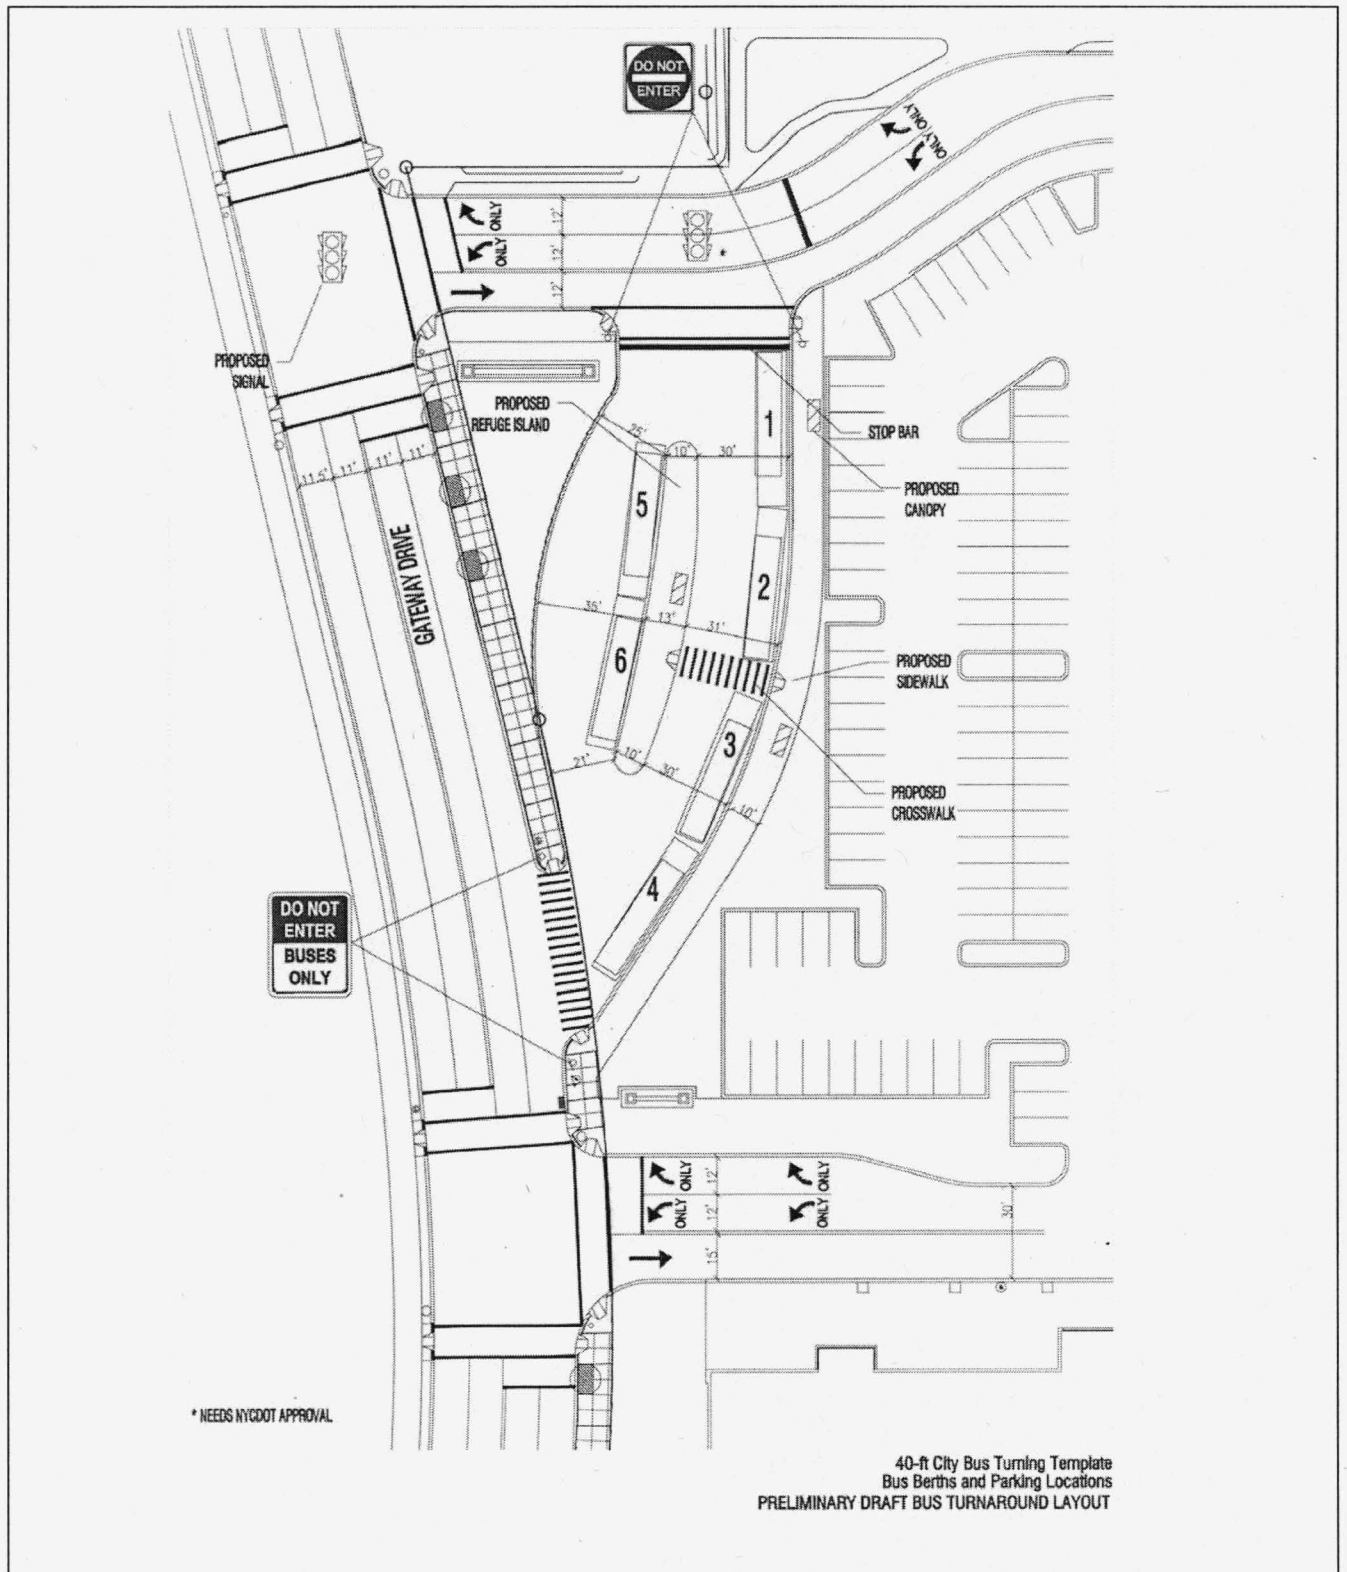 DO NOT
ENTER
ONLY
ONLY
ONLY
ONLY
12'
12'
12'
*
PROPOSED
SIGNAL
PROPOSED
REFUGE ISLAND
1
STOP BAR
25'
10'
30'
11.5'
11'
11'
11'
PROPOSED
CANOPY
5
GATEWAY DRIVE
2
35'
13'
31'
6
PROPOSED
SIDEWALK
3
21'
10'
30'
10'
PROPOSED
CROSSWALK
4
DO NOT
ENTER
BUSES
ONLY
ONLY
ONLY
ONLY
ONLY
12'
12'
15'
30'
* NEEDS NYCDOT APPROVAL
40-ft City Bus Turning Template
Bus Berths and Parking Locations
PRELIMINARY DRAFT BUS TURNAROUND LAYOUT